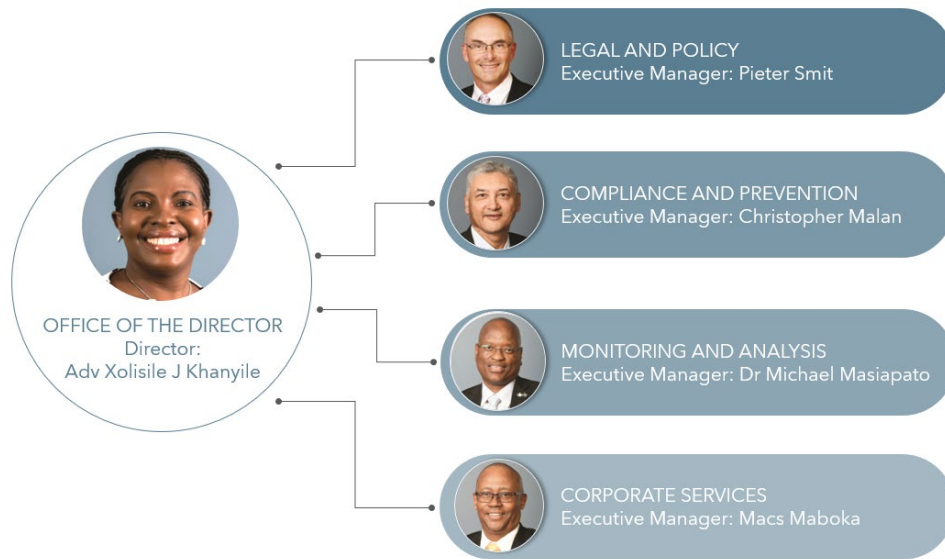 LEGAL AND POLICY
Executive Manager: Pieter Smit
COMPLIANCE AND PREVENTION
Executive Manager: Christopher Malan
OFFICE OF THE DIRECTOR
Director:
Adv Xolisile J Khanyile
MONITORING AND ANALYSIS
Executive Manager: Dr Michael Masiapato
CORPORATE SERVICES
Executive Manager: Macs Maboka